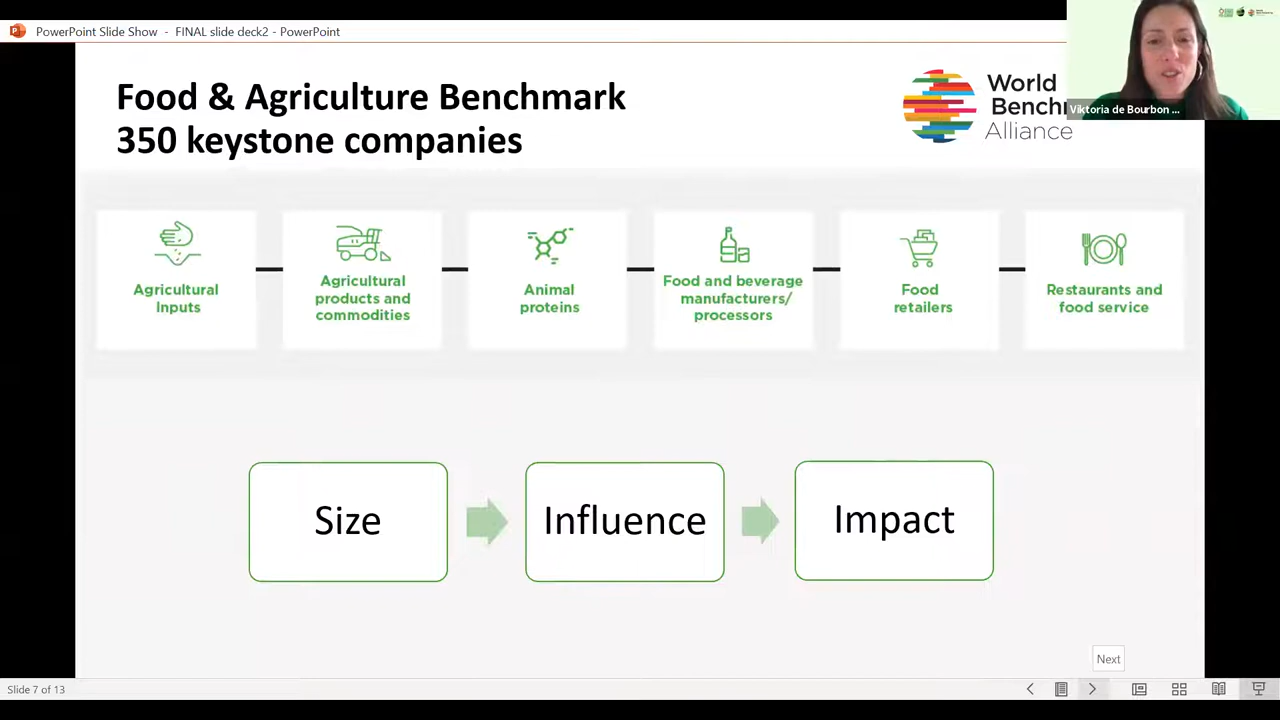 PowerPoint Slide Show - FINAL slide deck2 - PowerPoint
Food & Agriculture Benchmark
350 keystone companies
World
Bench
Alliance
Viktoria de Bourbon ...
Agricultural
Inputs
Agricultural
products and
commodities
Animal
proteins
Food and beverage
manufacturers/
processors
Food
retailers
Restaurants and
food service
Size
Influence
Impact
Next
Slide 7 of 13